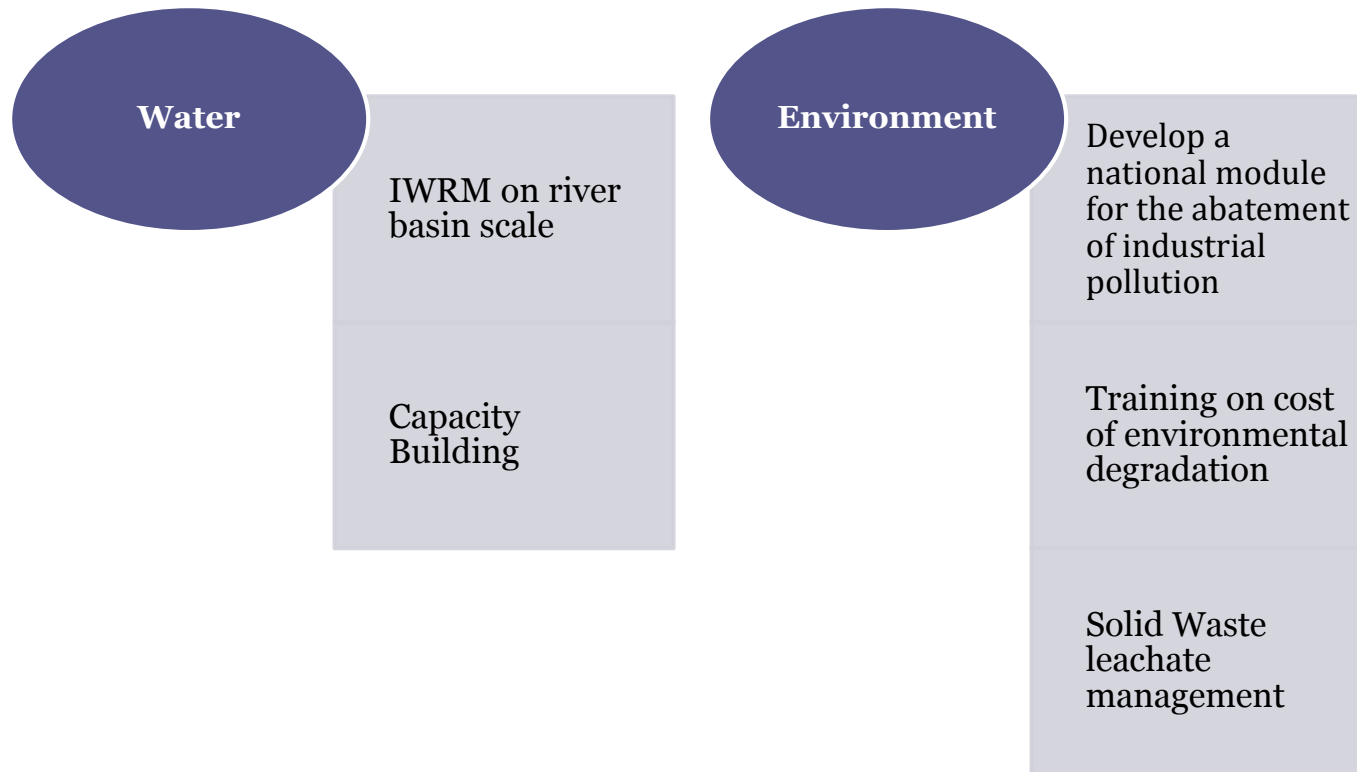 Water
IWRM on river
basin scale
Capacity
Building
Environment
Develop a
national module
for the abatement
of industrial
pollution
Training on cost
of environmental
degradation
Solid Waste
leachate
management